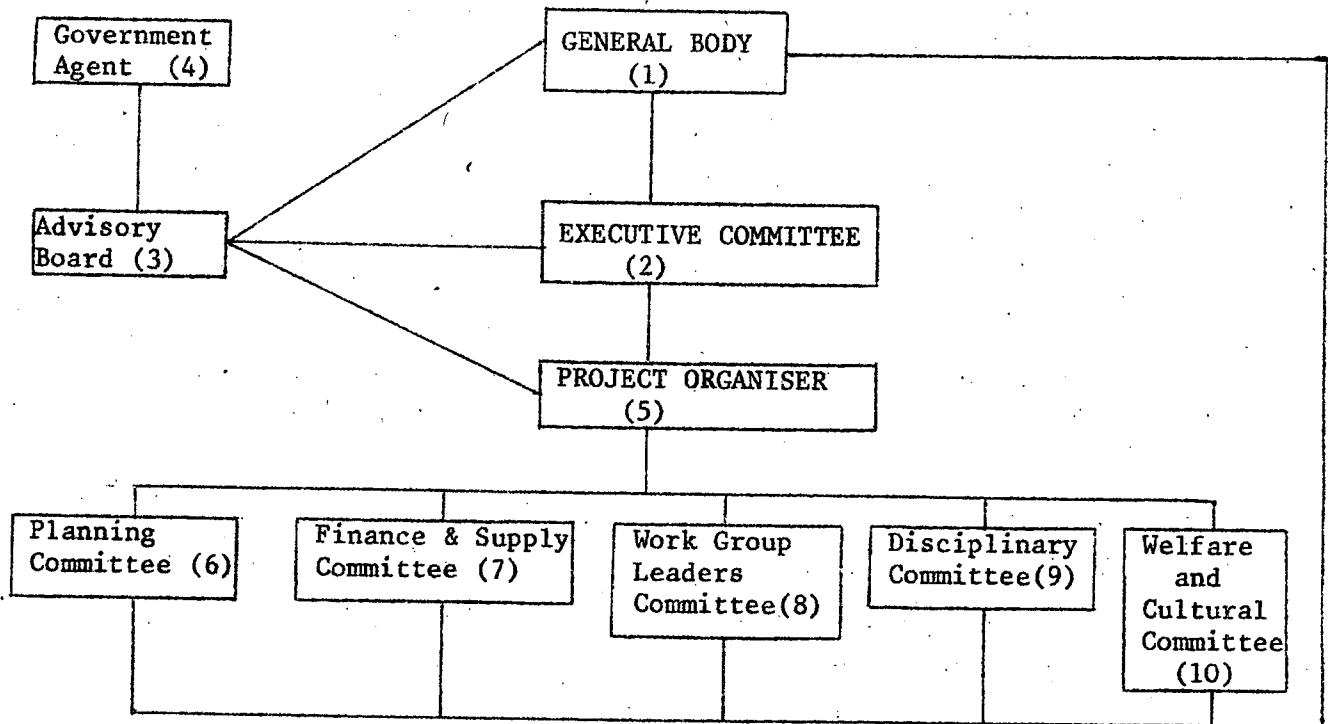 Government
Agent (4)
GENERAL BODY
(1)
Advisory
Board (3)
EXECUTIVE COMMITTEE
(2)
PROJECT ORGANISER
(5)
Planning
Committee (6)
Finance & Supply
Committee (7)
Work Group
Leaders
Committee(8)
Disciplinary
Committee(9)
Welfare
and
Cultural
Committee
(10)